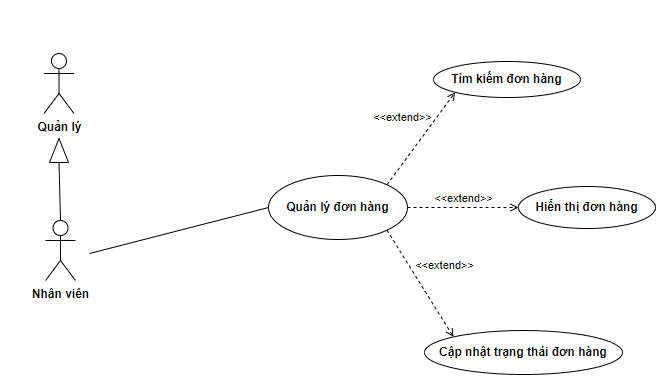 Tìm kiếm đơn hàng
<<extend>>
Quản lý
<<extend>>
Quản lý đơn hàng
Hiển thị đơn hàng
<<extend>>
Nhân viên
Cập nhật trạng thái đơn hàng